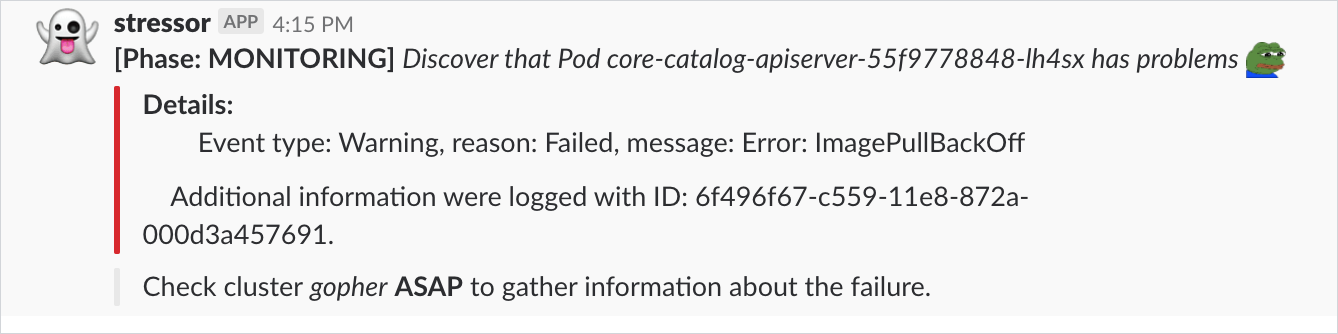 stressor APP 4:15 PM
[Phase: MONITORING] Discover that Pod core-catalog-apiserver-55f9778848-lh4sx has problems
Details:
Event type: Warning, reason: Failed, message: Error: ImagePullBackOff
Additional information were logged with ID: 6f496f67-c559-11e8-872a-
000d3a457691.
Check cluster gopher ASAP to gather information about the failure.